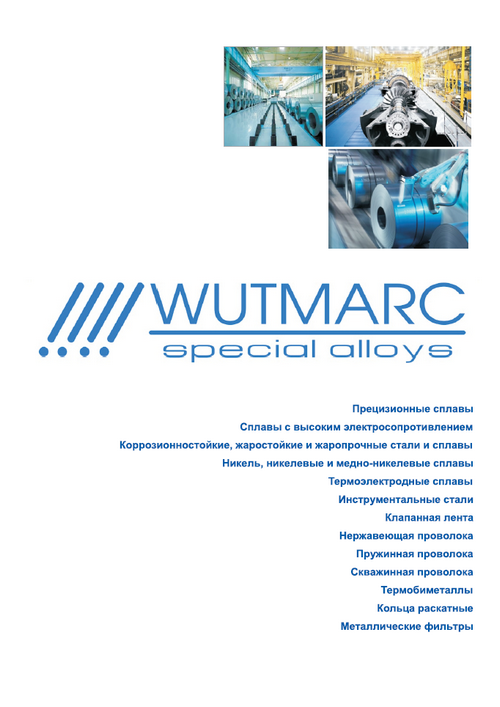 WUTMARC
special alloys
Прецизионные сплавы
Сплавы с высоким электросопротивлением
Коррозионностойкие, жаростойкие и жаропрочные стали и сплавы
Никель, никелевые и медно-никелевые сплавы
Термоэлектродные сплавы
Инструментальные стали
Клапанная лента
Нержавеющая проволока
Пружинная проволока
Скважинная проволока
Термобиметаллы
Кольца раскатные
Металлические фильтры